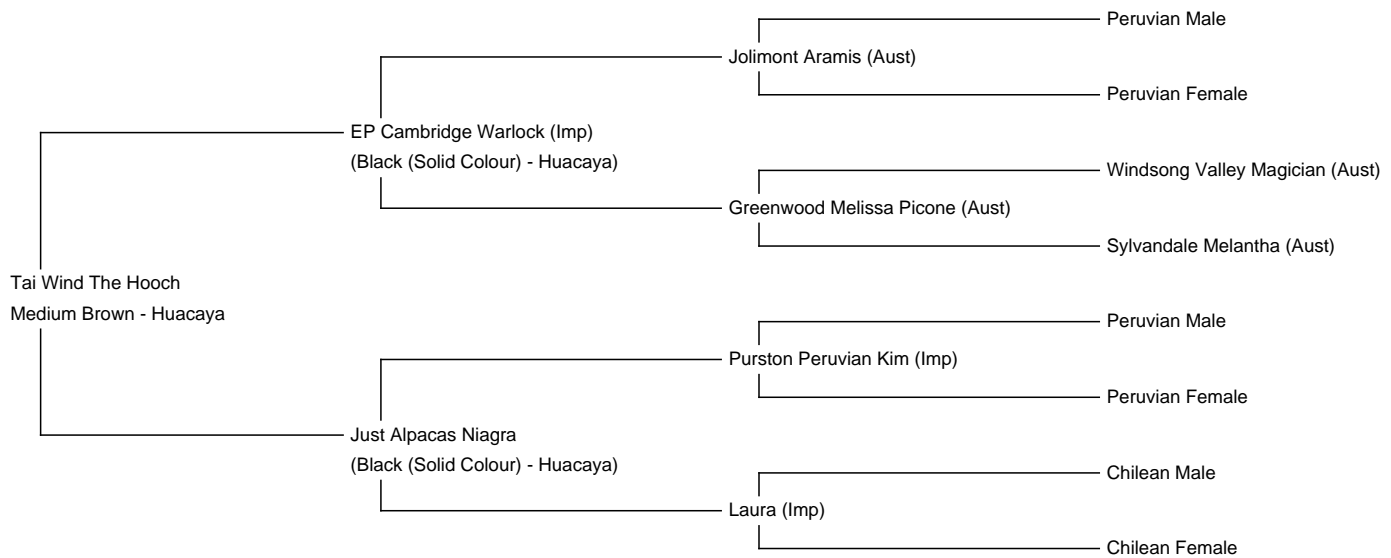 Peruvian Male
Jolimont Aramis (Aust)
Peruvian Female
EP Cambridge Warlock (Imp)
(Black (Solid Colour) - Huacaya)
Windsong Valley Magician (Aust)
Greenwood Melissa Picone (Aust)
Sylvandale Melantha (Aust)
Tai Wind The Hooch
Medium Brown - Huacaya
Peruvian Male
Purston Peruvian Kim (Imp)
Peruvian Female
Just Alpacas Niagra
(Black (Solid Colour) - Huacaya)
Chilean Male
Laura (Imp)
Chilean Female